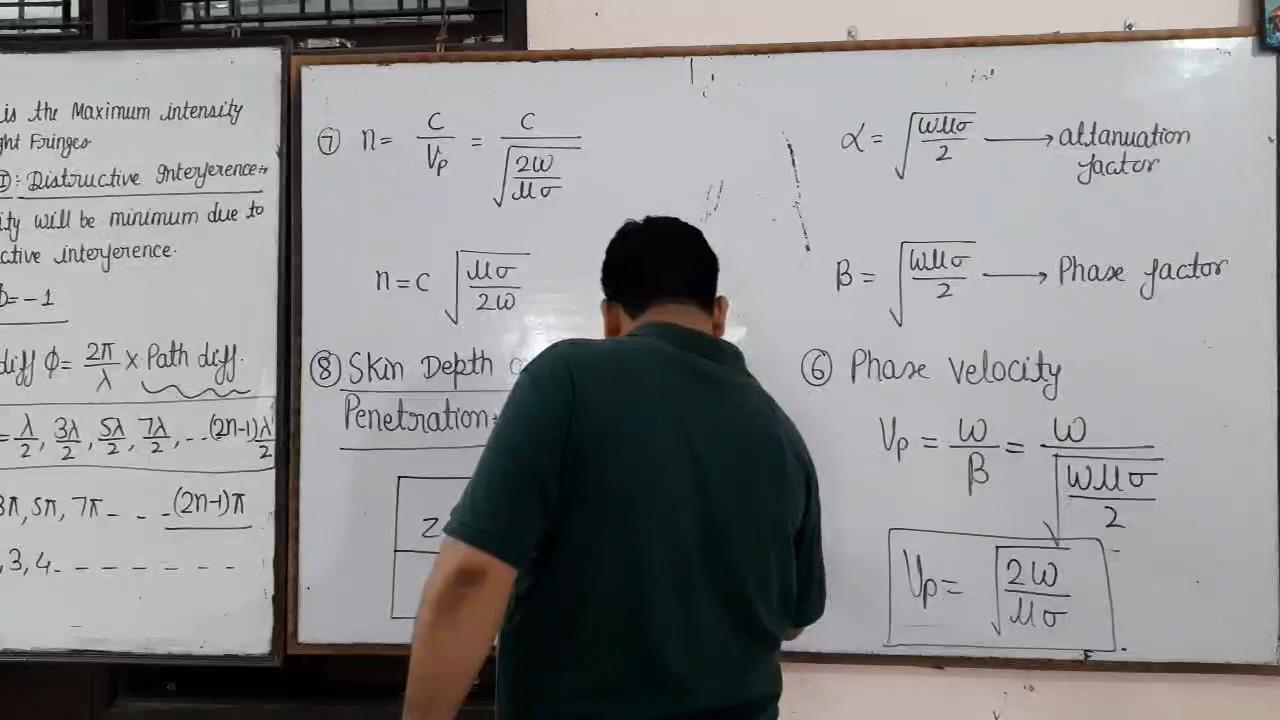 is the Maximum intensity
ght Fringes
I: Distructive Interference:→
ity will be minimum due to
ctive interference.
= -1
diff Φ = 2π/λ × Path diff.
= λ/2, 3λ/2, 5λ/2, 7λ/2, ..(2n-1)λ/2
3π, 5π, 7π - - -(2n-1)π
,3,4. - - - - - -
⑦ n = C/Vp = C/√(2ω/μσ)
n = C √(μσ/2ω)
⑧ Skin Depth
Penetration:
Z
α = √(ωμσ/2) → attanuation
factor
β = √(ωμσ/2) → Phase factor
⑥ Phase velocity
Vp = ω/β = ω/√(ωμσ/2)
Vp = √(2ω/μσ)